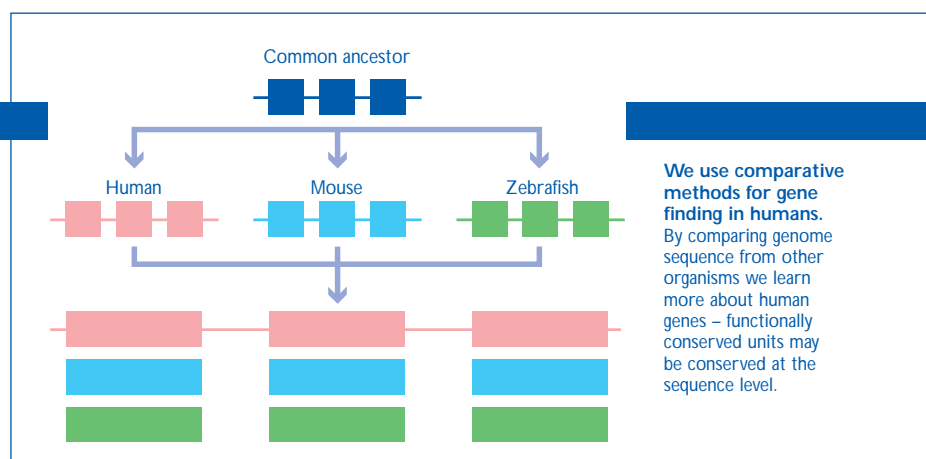 Common ancestor
Human
Mouse
Zebrafish
We use comparative
methods for gene
finding in humans.
By comparing genome
sequence from other
organisms we learn
more about human
genes – functionally
conserved units may
be conserved at the
sequence level.